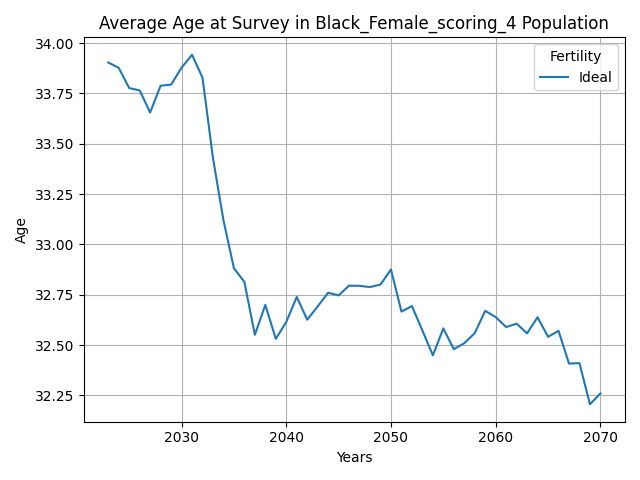 Average Age at Survey in Black_Female_scoring_4 Population
Fertility
Ideal
34.00
33.75
33.50
33.25
33.00
32.75
32.50
32.25
Age
2030 2040 2050 2060 2070
Years